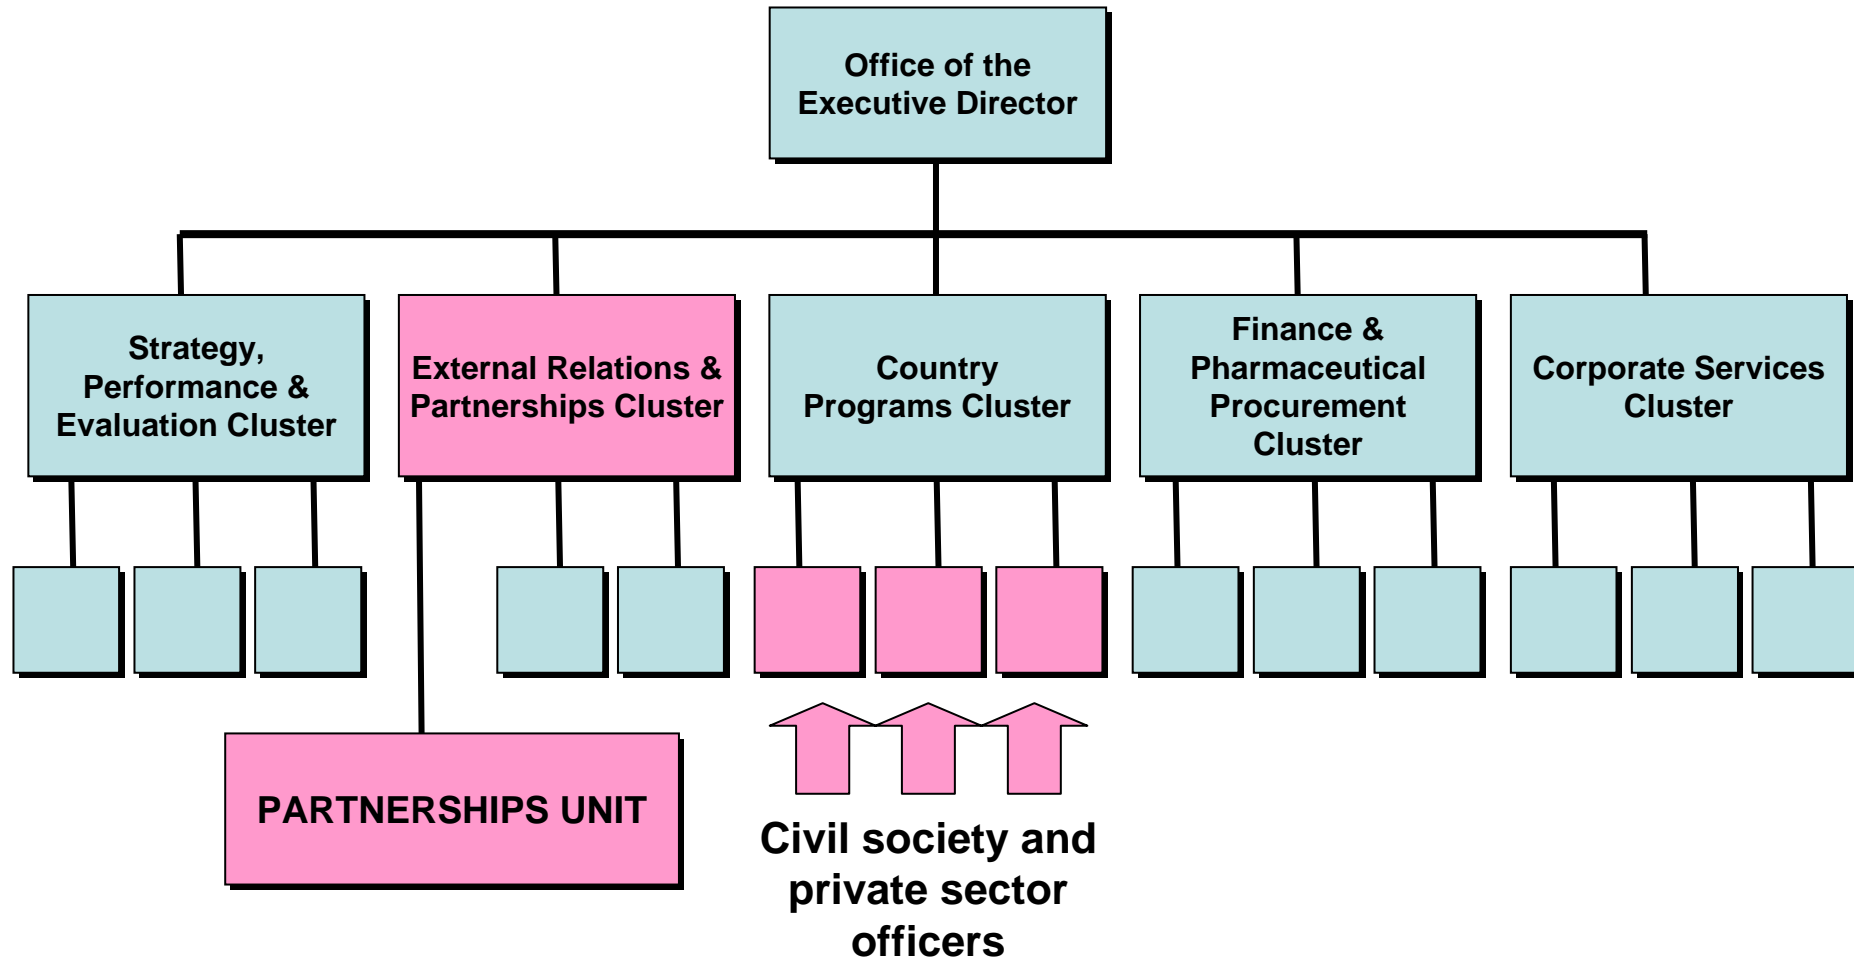 Office of the
Executive Director
Strategy,
Performance &
Evaluation Cluster
External Relations &
Partnerships Cluster
Country
Programs Cluster
Finance &
Pharmaceutical
Procurement
Cluster
Corporate Services
Cluster
PARTNERSHIPS UNIT
Civil society and
private sector
officers